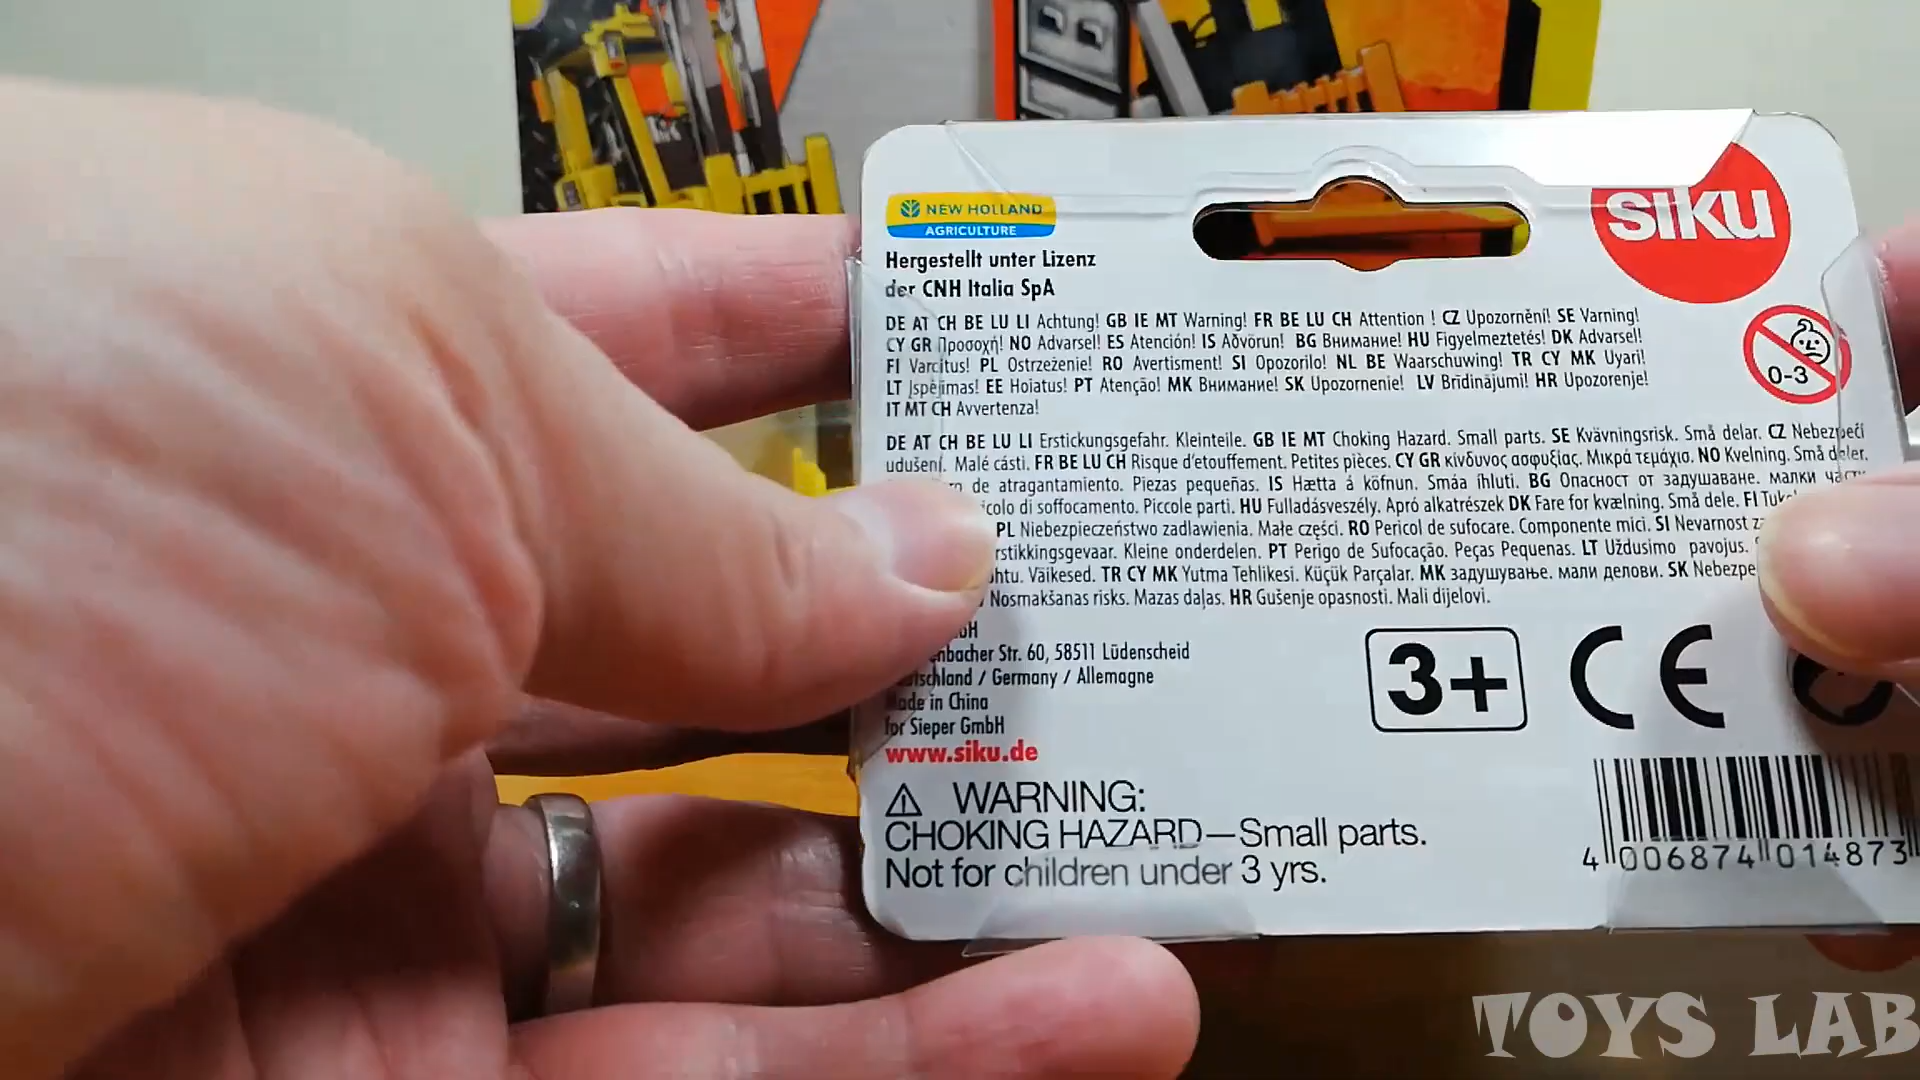 NEW HOLLAND
AGRICULTURE
siku
Hergestellt unter Lizenz
der CNH Italia SpA
DE AT CH BE LU LI Achtung! GB IE MT Warning! FR BE LU CH Attention ! CZ Upozornění! SE Varning!
CY GR Προσοχή! NO Advarsel! ES Atención! IS Aðvörun! BG Внимание! HU Figyelmeztetés! DK Advarsel!
FI Varoitus! PL Ostrzeżenie! RO Avertisment! SI Opozorilo! NL BE Waarschuwing! TR CY MK Uyari!
LT Įspėjimas! EE Hoiatus! PT Atenção! MK Внимание! SK Upozornenie! LV Brīdinājumi! HR Upozorenje!
IT MT CH Avvertenza!
0-3
DE AT CH BE LU LI Erstickungsgefahr. Kleinteile. GB IE MT Choking Hazard. Small parts. SE Kvävningsrisk. Små delar. CZ Nebezpečí
udušení. Malé cásti. FR BE LU CH Risque d'etouffement. Petites pièces. CY GR κίνδυνος ασφυξίας. Μικρά τεμάχιο. NO Kvelning. Små deler.
de atragantamiento. Piezas pequeñas. IS Hætta á köfnun. Smáa íhluti. BG Опасност от задушаване. малки части
di soffocamento. Piccole parti. HU Fulladásveszély. Apró alkatrészek DK Fare for kvælning. Små dele. FI
PL Niebezpieczeństwo zadlawienia. Małe części. RO Pericol de sufocare. Componente mici. SI Nevarnost
Kleine onderdelen. PT Perigo de Sufocação. Peças Pequenas. LT Uždusimo pavojus.
Väikesed. TR CY MK Yutma Tehlikesi. Küçük Parçalar. MK задушување. мали делови. SK
Nosmakšanas risks. Mazas daļas. HR Gušenje opasnosti. Mali dijelovi.
Str. 60, 58511 Lüdenscheid
/ Germany / Allemagne
Made in China
for Sieper GmbH
www.siku.de
3+
CE
WARNING:
CHOKING HAZARD—Small parts.
Not for children under 3 yrs.
4 006874 014873
TOYS LAB